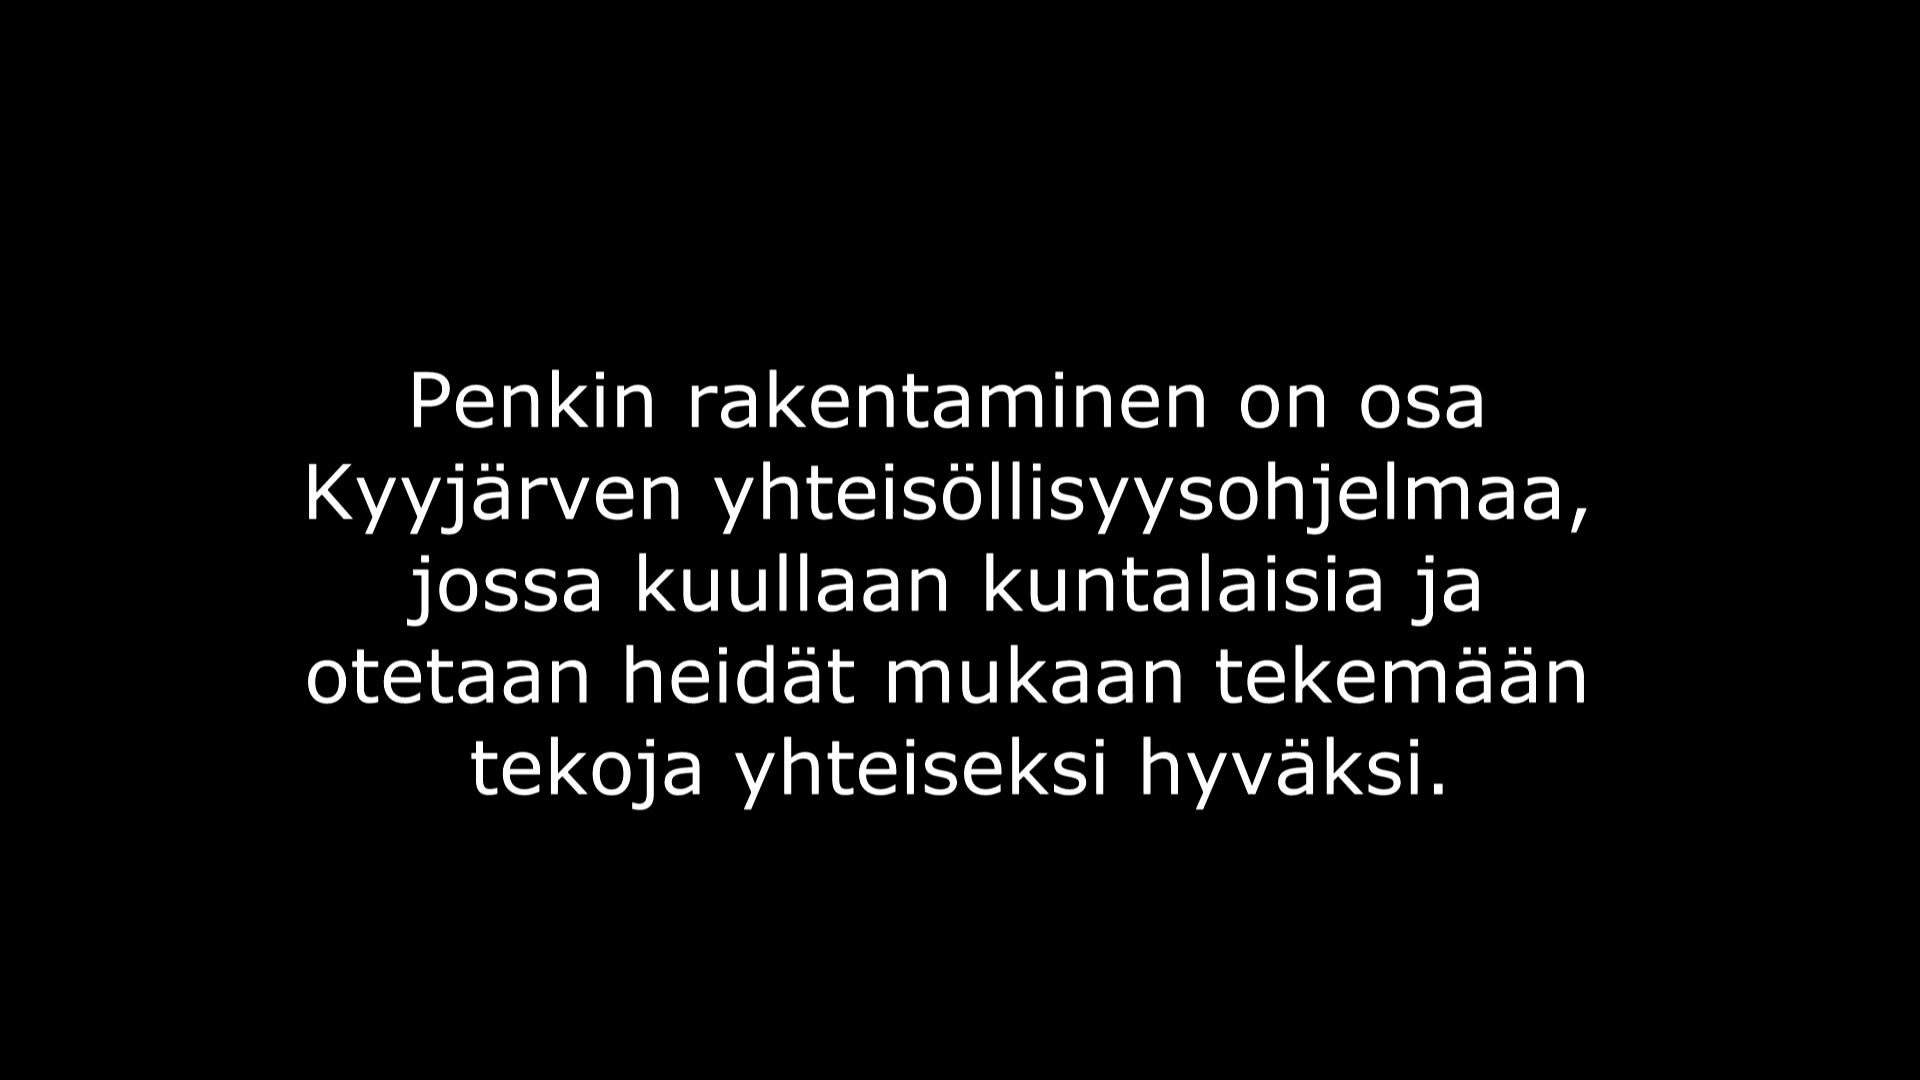 Penkin rakentaminen on osa
Kyyjärven yhteisöllisyysohjelmaa,
jossa kuullaan kuntalaisia ja
otetaan heidät mukaan tekemään
tekoja yhteiseksi hyväksi.